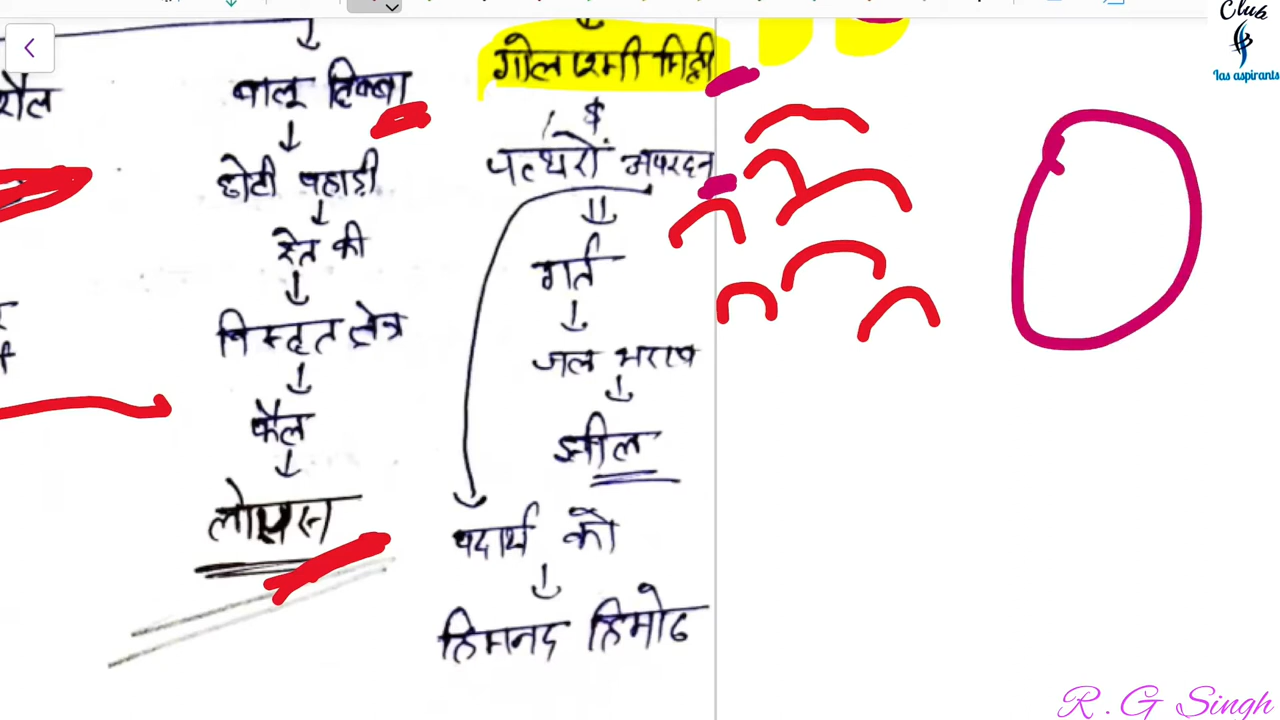 Club
Ias aspirants
शैल
बालू टिब्बा
छोटी पहाड़ी
रेत की
विस्तृत क्षेत्र
फैल
लोयस
गोलाश्मी मिट्टी
पत्थरों अपरदन
गर्त
जल भराव
झील
पदार्थ को
हिमनद हिमोढ
R.G Singh